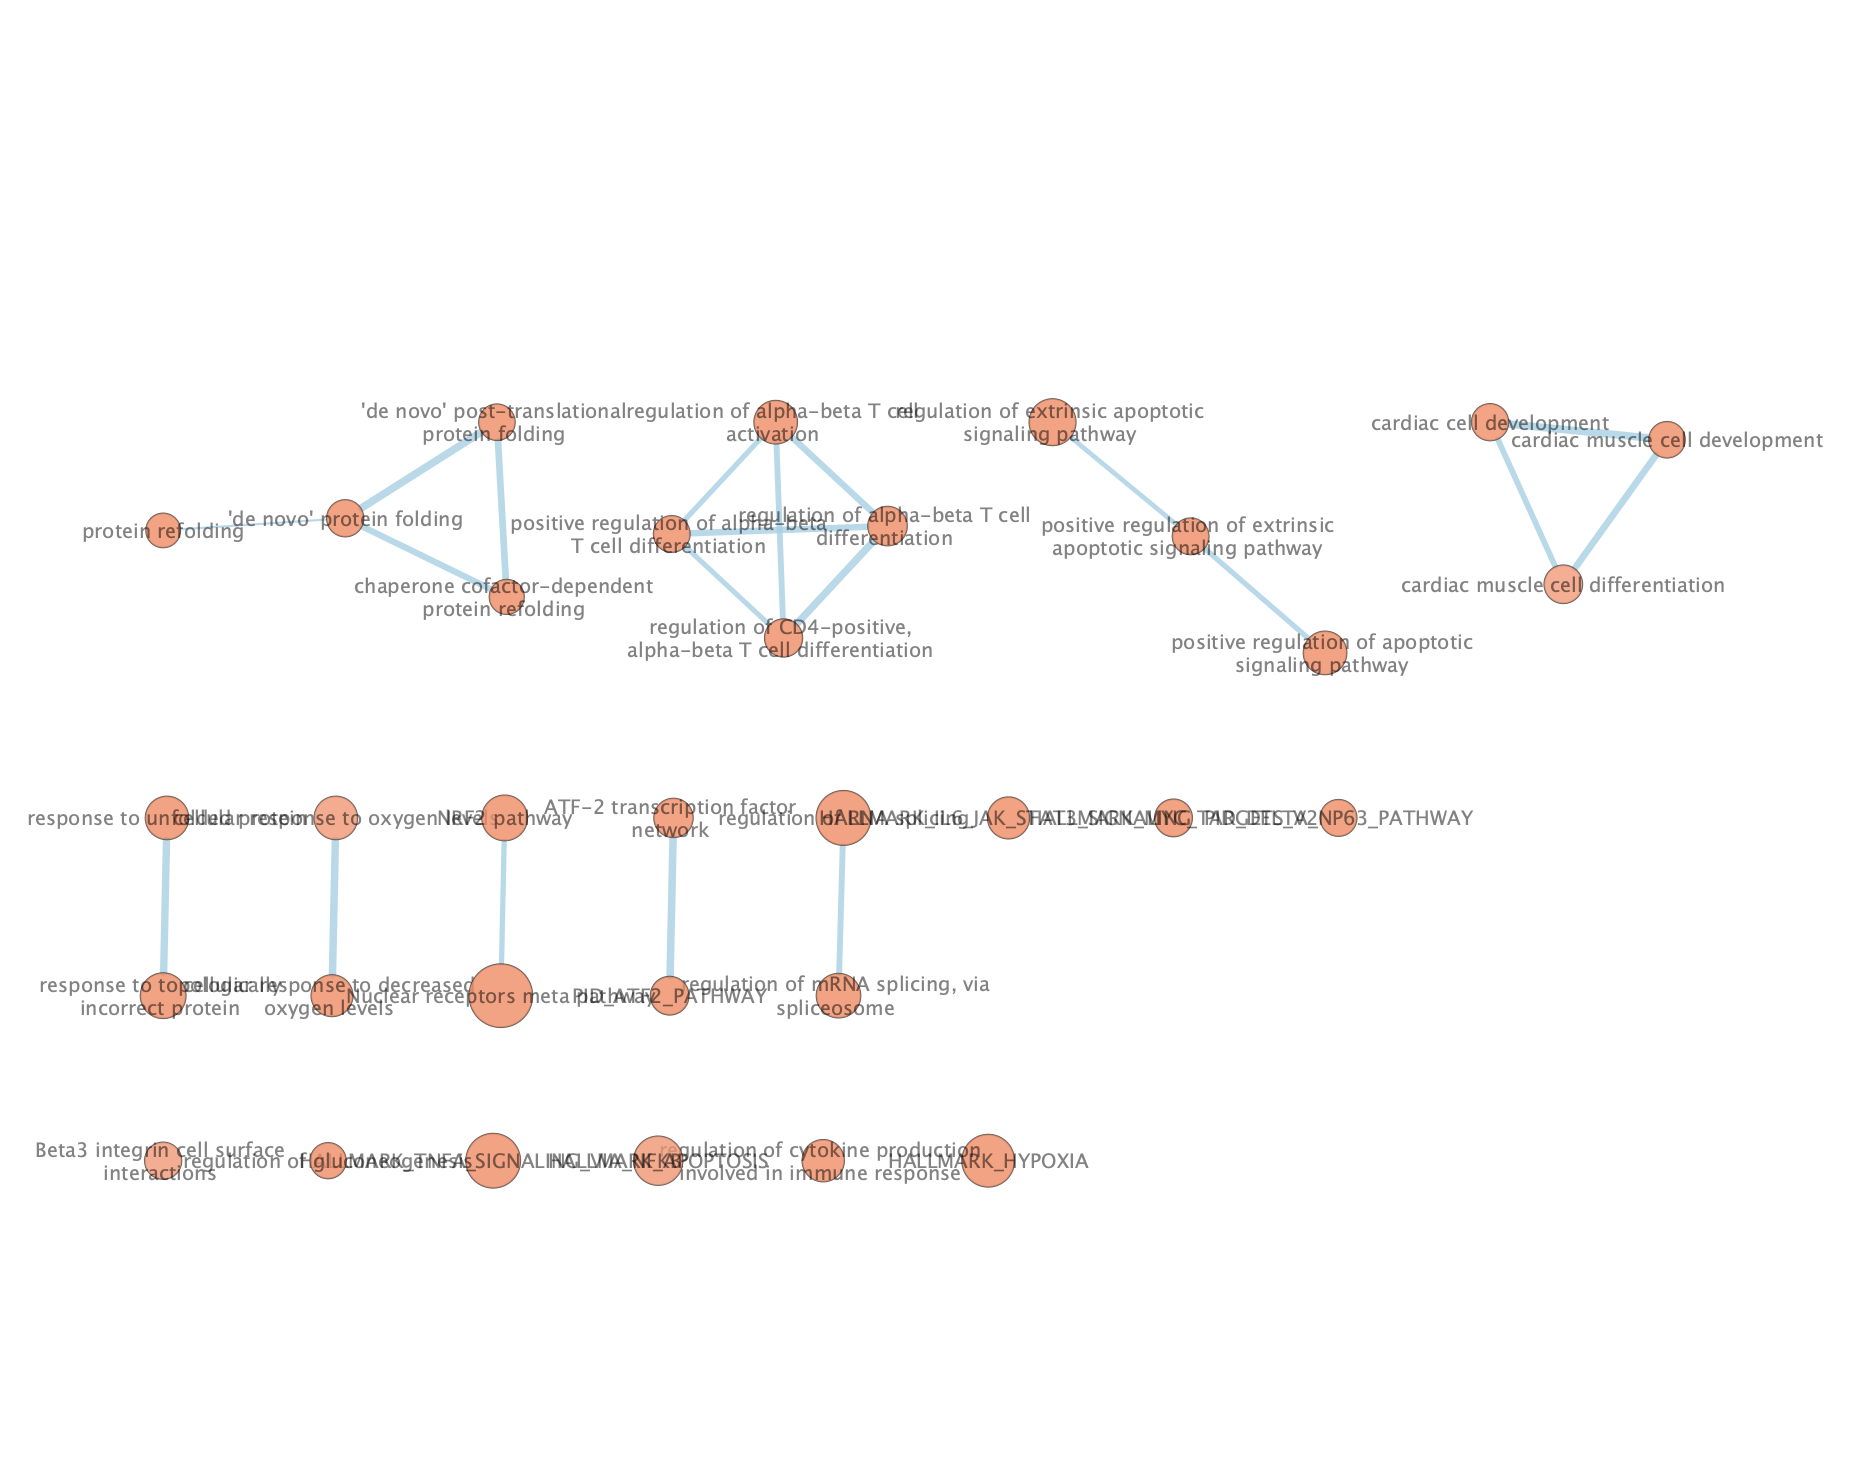 'de novo' post-translational
protein folding
regulation of alpha-beta T cell
activation
regulation of extrinsic apoptotic
signaling pathway
cardiac cell development
cardiac muscle cell development
protein refolding
'de novo' protein folding
positive regulation of alpha-beta
T cell differentiation
regulation of alpha-beta T cell
differentiation
positive regulation of extrinsic
apoptotic signaling pathway
chaperone cofactor-dependent
protein refolding
regulation of CD4-positive,
alpha-beta T cell differentiation
positive regulation of apoptotic
signaling pathway
cardiac muscle cell differentiation
response to unfolded protein
cellular response to oxygen levels
NRF2 pathway
ATF-2 transcription factor
network
regulation of RNA splicing
HALLMARK_IL6_JAK_STAT3_SIGNALING
HALLMARK_MYC_TARGETS_V2
PID_DELTA_NP63_PATHWAY
response to topologically
incorrect protein
cellular response to decreased
oxygen levels
Nuclear receptors meta pathway
PID_ATF2_PATHWAY
regulation of mRNA splicing, via
spliceosome
Beta3 integrin cell surface
interactions
regulation of gluconeogenesis
HALLMARK_TNFA_SIGNALING_VIA_NFKB
HALLMARK_APOPTOSIS
regulation of cytokine production
involved in immune response
HALLMARK_HYPOXIA